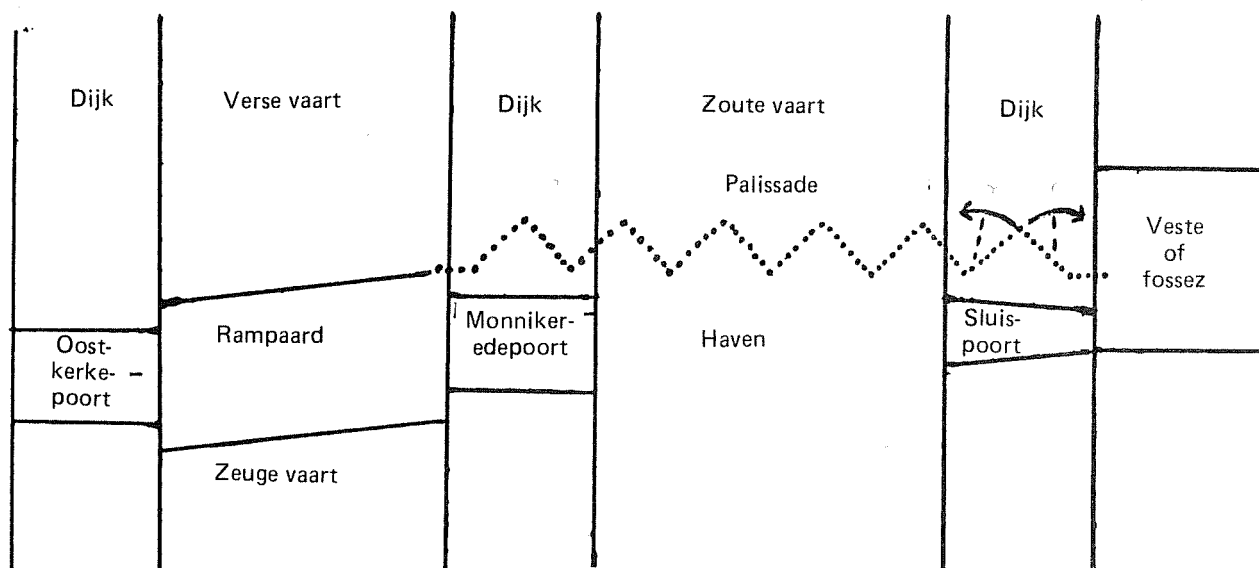 Dijk
Verse vaart
Dijk
Zoute vaart
Dijk
Palissade
Veste
of
fossez
Rampaard
Oost-
kerke-
poort
Monniker-
edepoort
Haven
Sluis-
poort
Zeuge vaart